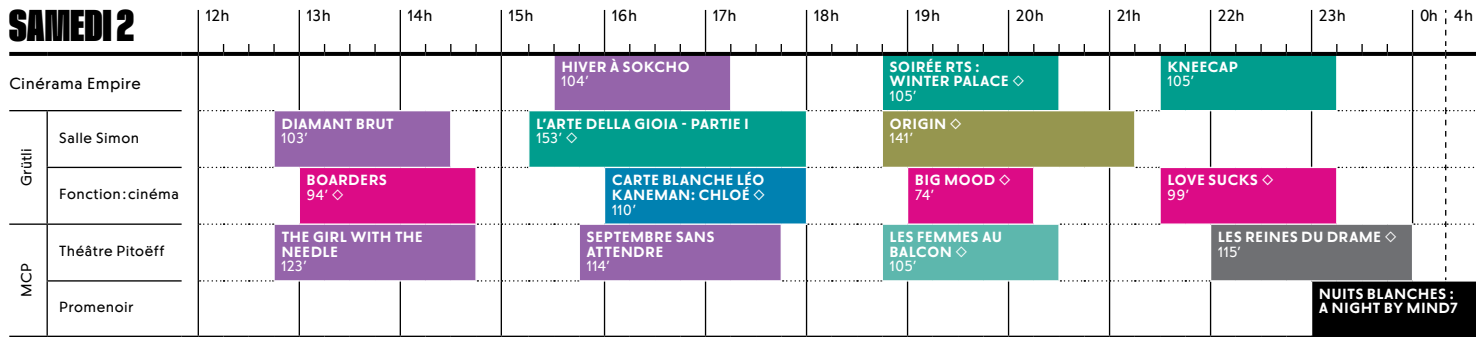 SAMEDI 2
12h 13h 14h 15h 16h 17h 18h 19h 20h 21h 22h 23h 0h 4h
Cinérama Empire
HIVER À SOKCHO
104’
SOIRÉE RTS :
WINTER PALACE ◇
105’
KNEECAP
105’
Grütli
Salle Simon
DIAMANT BRUT
103’
L’ARTE DELLA GIOIA - PARTIE I
153’ ◇
ORIGIN ◇
141’
Fonction:cinéma
BOARDERS
94’ ◇
CARTE BLANCHE LÉO
KANEMAN: CHLOÉ ◇
110’
BIG MOOD ◇
74’
LOVE SUCKS ◇
99’
MCP
Théâtre Pitoëff
THE GIRL WITH THE
NEEDLE
123’
SEPTEMBRE SANS
ATTENDRE
114’
LES FEMMES AU
BALCON ◇
105’
LES REINES DU DRAME ◇
115’
Promenoir
NUITS BLANCHES :
A NIGHT BY MIND7